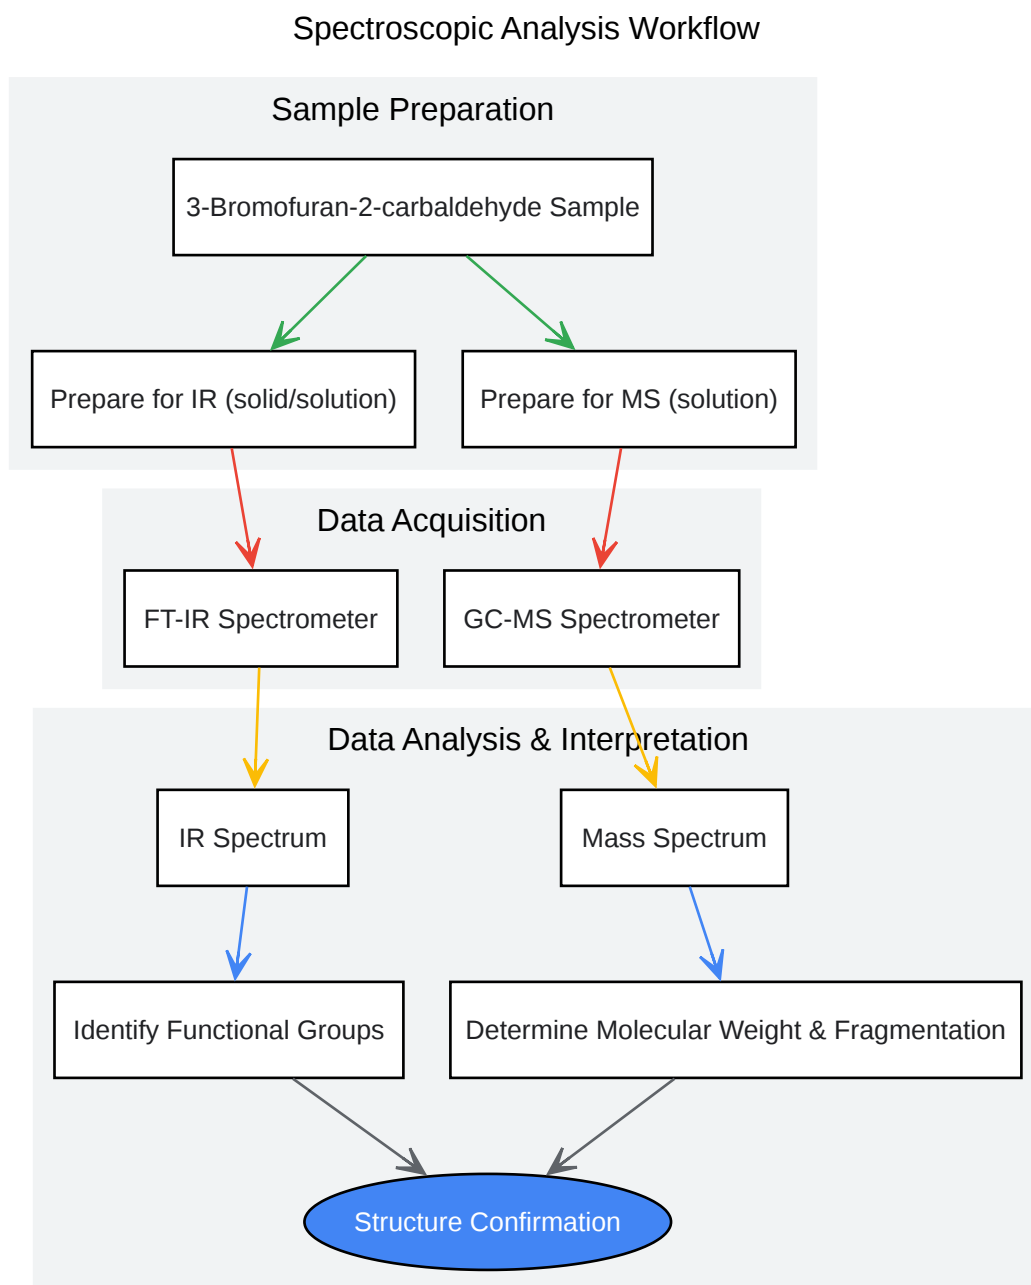 Spectroscopic Analysis Workflow
Sample Preparation
3-Bromofuran-2-carbaldehyde Sample
Prepare for IR (solid/solution)
Prepare for MS (solution)
Data Acquisition
FT-IR Spectrometer
GC-MS Spectrometer
Data Analysis & Interpretation
IR Spectrum
Mass Spectrum
Identify Functional Groups
Determine Molecular Weight & Fragmentation
Structure Confirmation